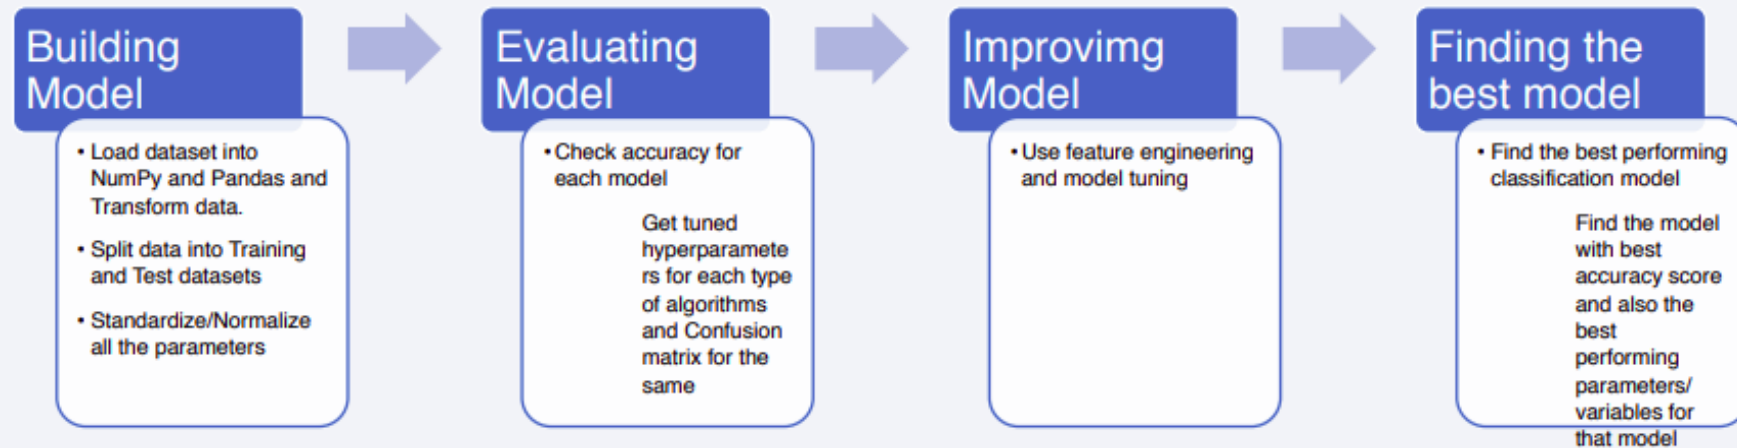 Building
Model
• Load dataset into
NumPy and Pandas and
Transform data.
• Split data into Training
and Test datasets
• Standardize/Normalize
all the parameters
Evaluating
Model
• Check accuracy for
each model
Get tuned
hyperparamete
rs for each type
of algorithms
and Confusion
matrix for the
same
Improvimg
Model
• Use feature engineering
and model tuning
Finding the
best model
• Find the best performing
classification model
Find the model
with best
accuracy score
and also the
best
performing
parameters/
variables for
that model